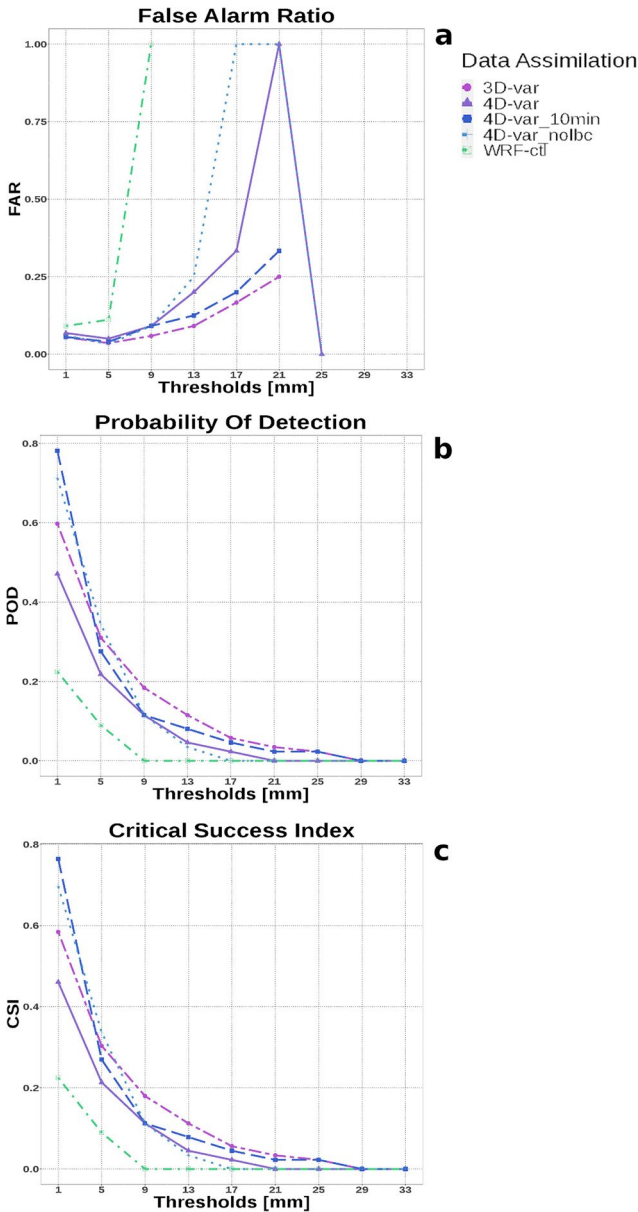 False Alarm Ratio
a
Data Assimilation
3D-var
4D-var
4D-var_10min
4D-var_nolbc
WRF-ctl
1.00
0.75
0.50
0.25
0.00
FAR
1 5 9 13 17 21 25 29 33
Thresholds [mm]
Probability Of Detection
b
0.8
0.6
0.4
0.2
0.0
POD
1 5 9 13 17 21 25 29 33
Thresholds [mm]
Critical Success Index
c
0.8
0.6
0.4
0.2
0.0
CSI
1 5 9 13 17 21 25 29 33
Thresholds [mm]